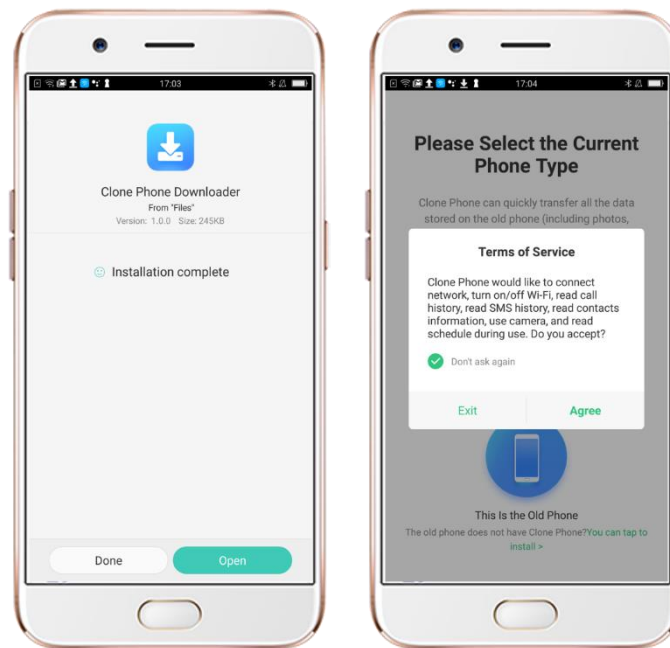 17:03
Clone Phone Downloader
From "Files"
Version: 1.0.0 Size: 245KB
Installation complete
Done
Open
17:04
Please Select the Current
Phone Type
Clone Phone can quickly transfer all the data
stored on the old phone (including photos,
Terms of Service
Clone Phone would like to connect
network, turn on/off Wi-Fi, read call
history, read SMS history, read contacts
information, use camera, and read
schedule during use. Do you accept?
Don't ask again
Exit
Agree
This Is the Old Phone
The old phone does not have Clone Phone?You can tap to
install >